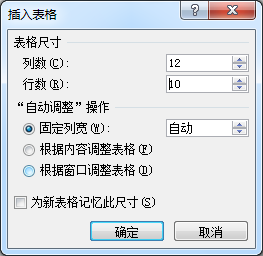 插入表格
表格尺寸
列数(C): 12
行数(R): 10
“自动调整”操作
固定列宽(W): 自动
根据内容调整表格(F)
根据窗口调整表格(D)
为新表格记忆此尺寸(S)
确定 取消